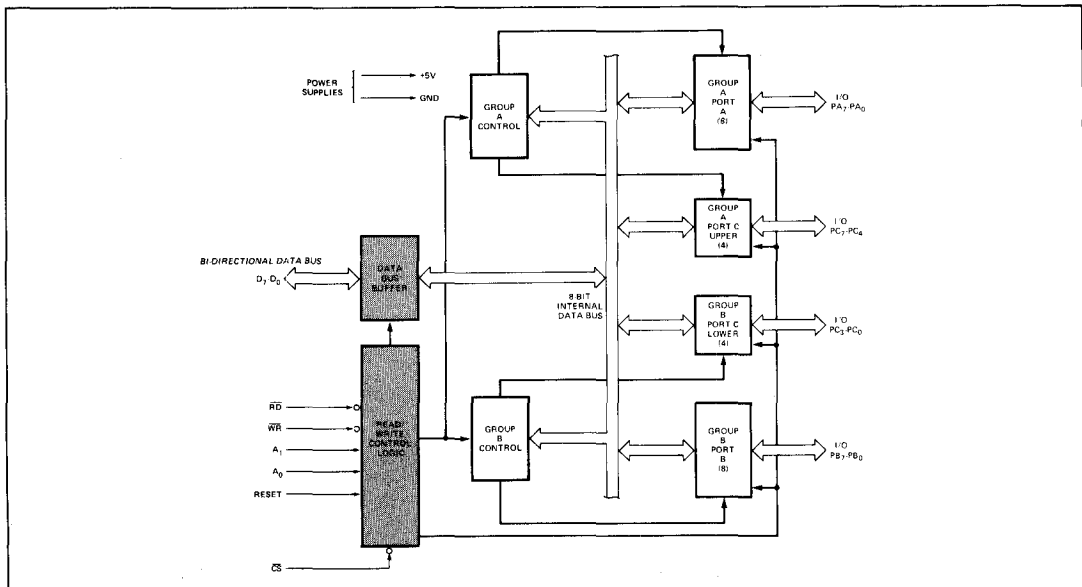 POWER
SUPPLIES
+5V
GND
GROUP
A
CONTROL
GROUP
A
PORT
A
(8)
I/O
PA7-PA0
GROUP
A
PORT C
UPPER
(4)
I/O
PC7-PC4
BI-DIRECTIONAL DATA BUS
D7-D0
DATA
BUS
BUFFER
8-BIT
INTERNAL
DATA BUS
GROUP
B
PORT C
LOWER
(4)
I/O
PC3-PC0
RD
WR
A1
A0
RESET
CS
READ/
WRITE
CONTROL
LOGIC
GROUP
B
CONTROL
GROUP
B
PORT
B
(8)
I/O
PB7-PB0